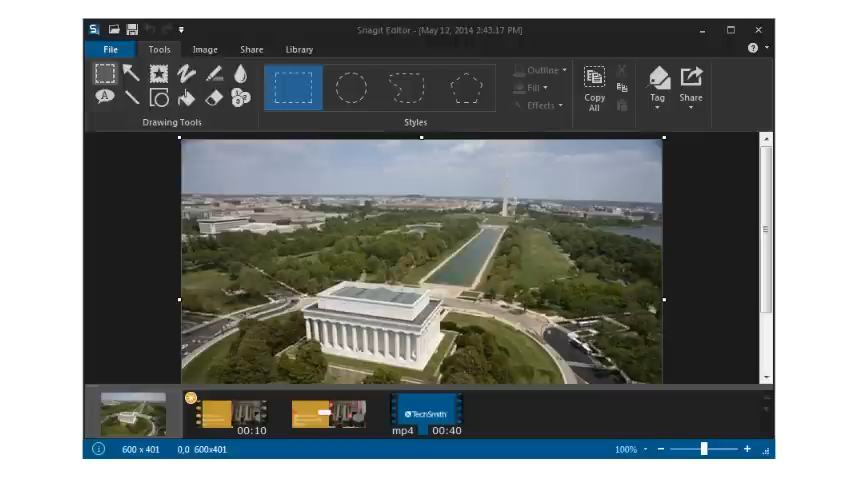 Snagit Editor - [May 12, 2014 2:43:17 PM]
File Tools Image Share Library
Outline
Fill
Effects
Copy All
Tag
Share
Drawing Tools
Styles
00:10
TechSmith
mp4 00:40
600 x 401 0,0 600x401 100%